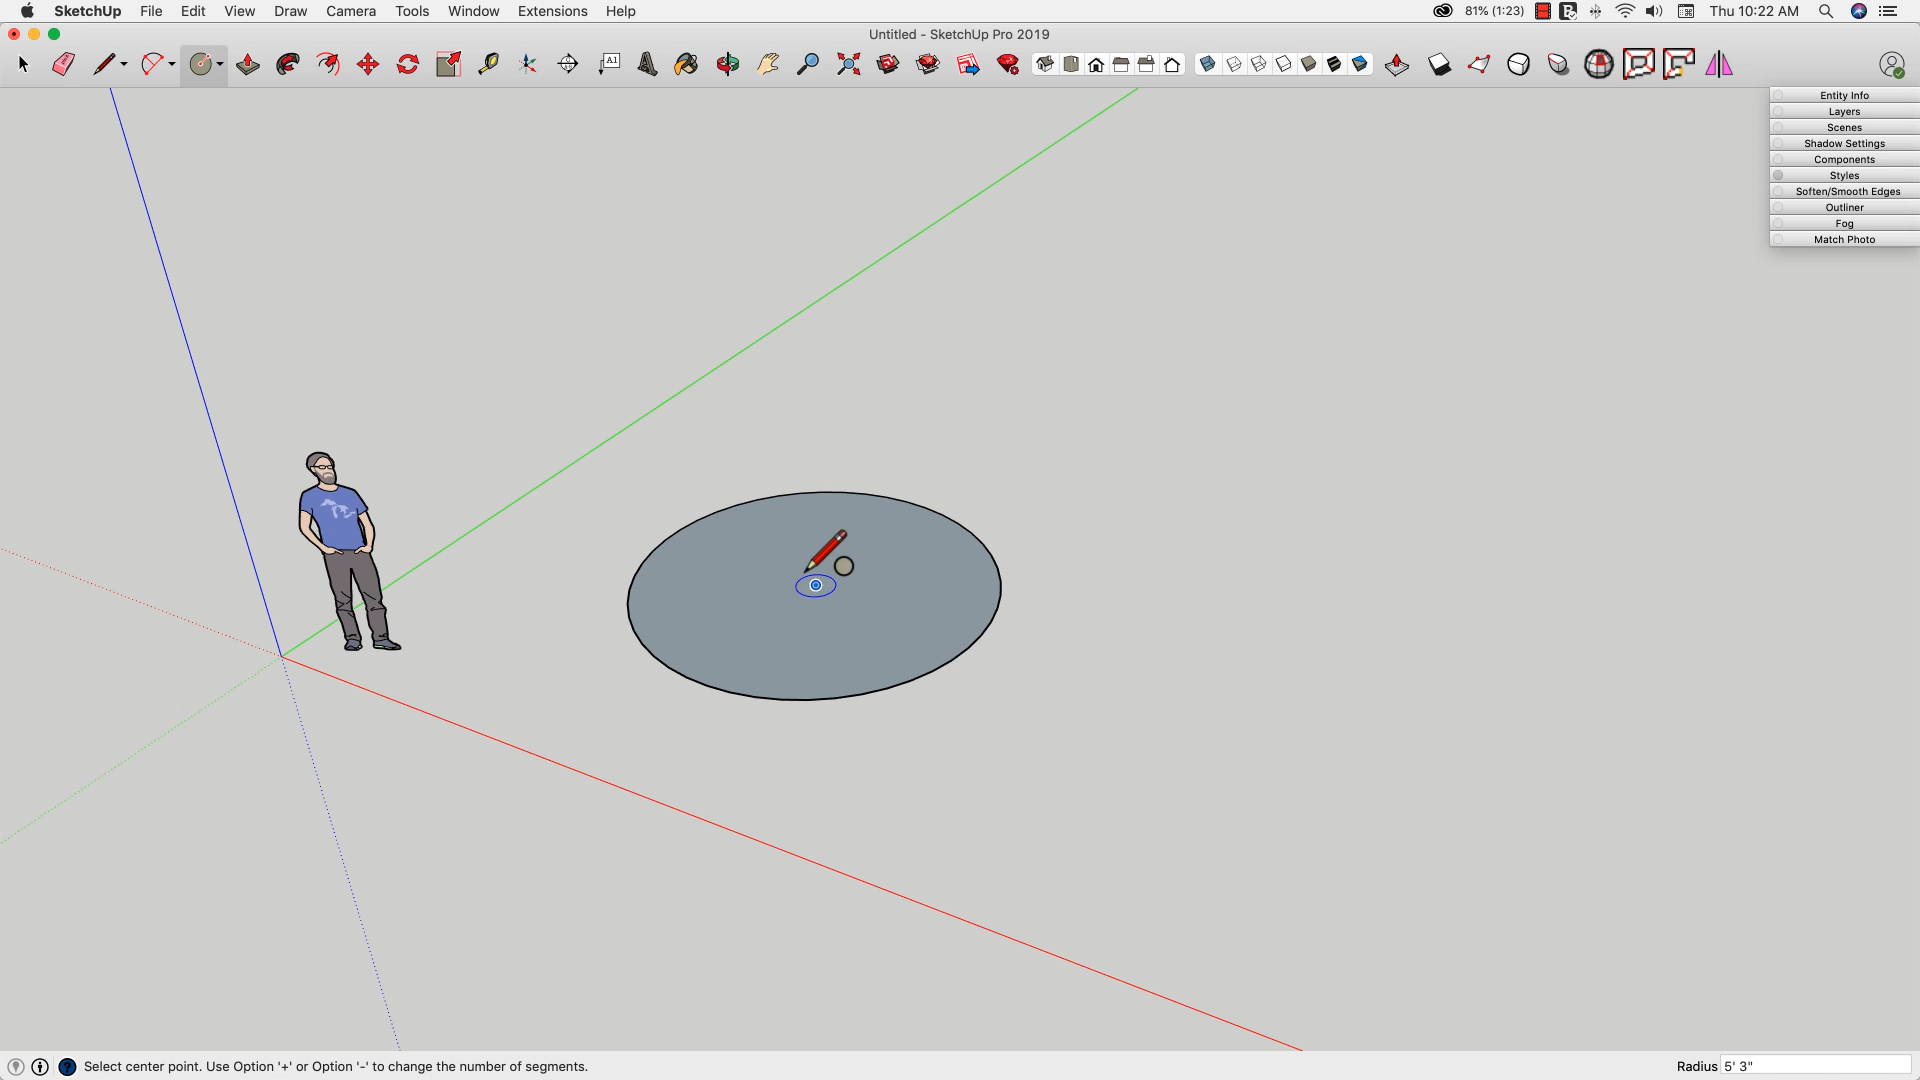 SketchUp File Edit View Draw Camera Tools Window Extensions Help 81% (1:23) Thu 10:22 AM
Untitled - SketchUp Pro 2019
A1
Entity Info
Layers
Scenes
Shadow Settings
Components
Styles
Soften/Smooth Edges
Outliner
Fog
Match Photo
Select center point. Use Option '+' or Option '-' to change the number of segments.
Radius 5' 3"